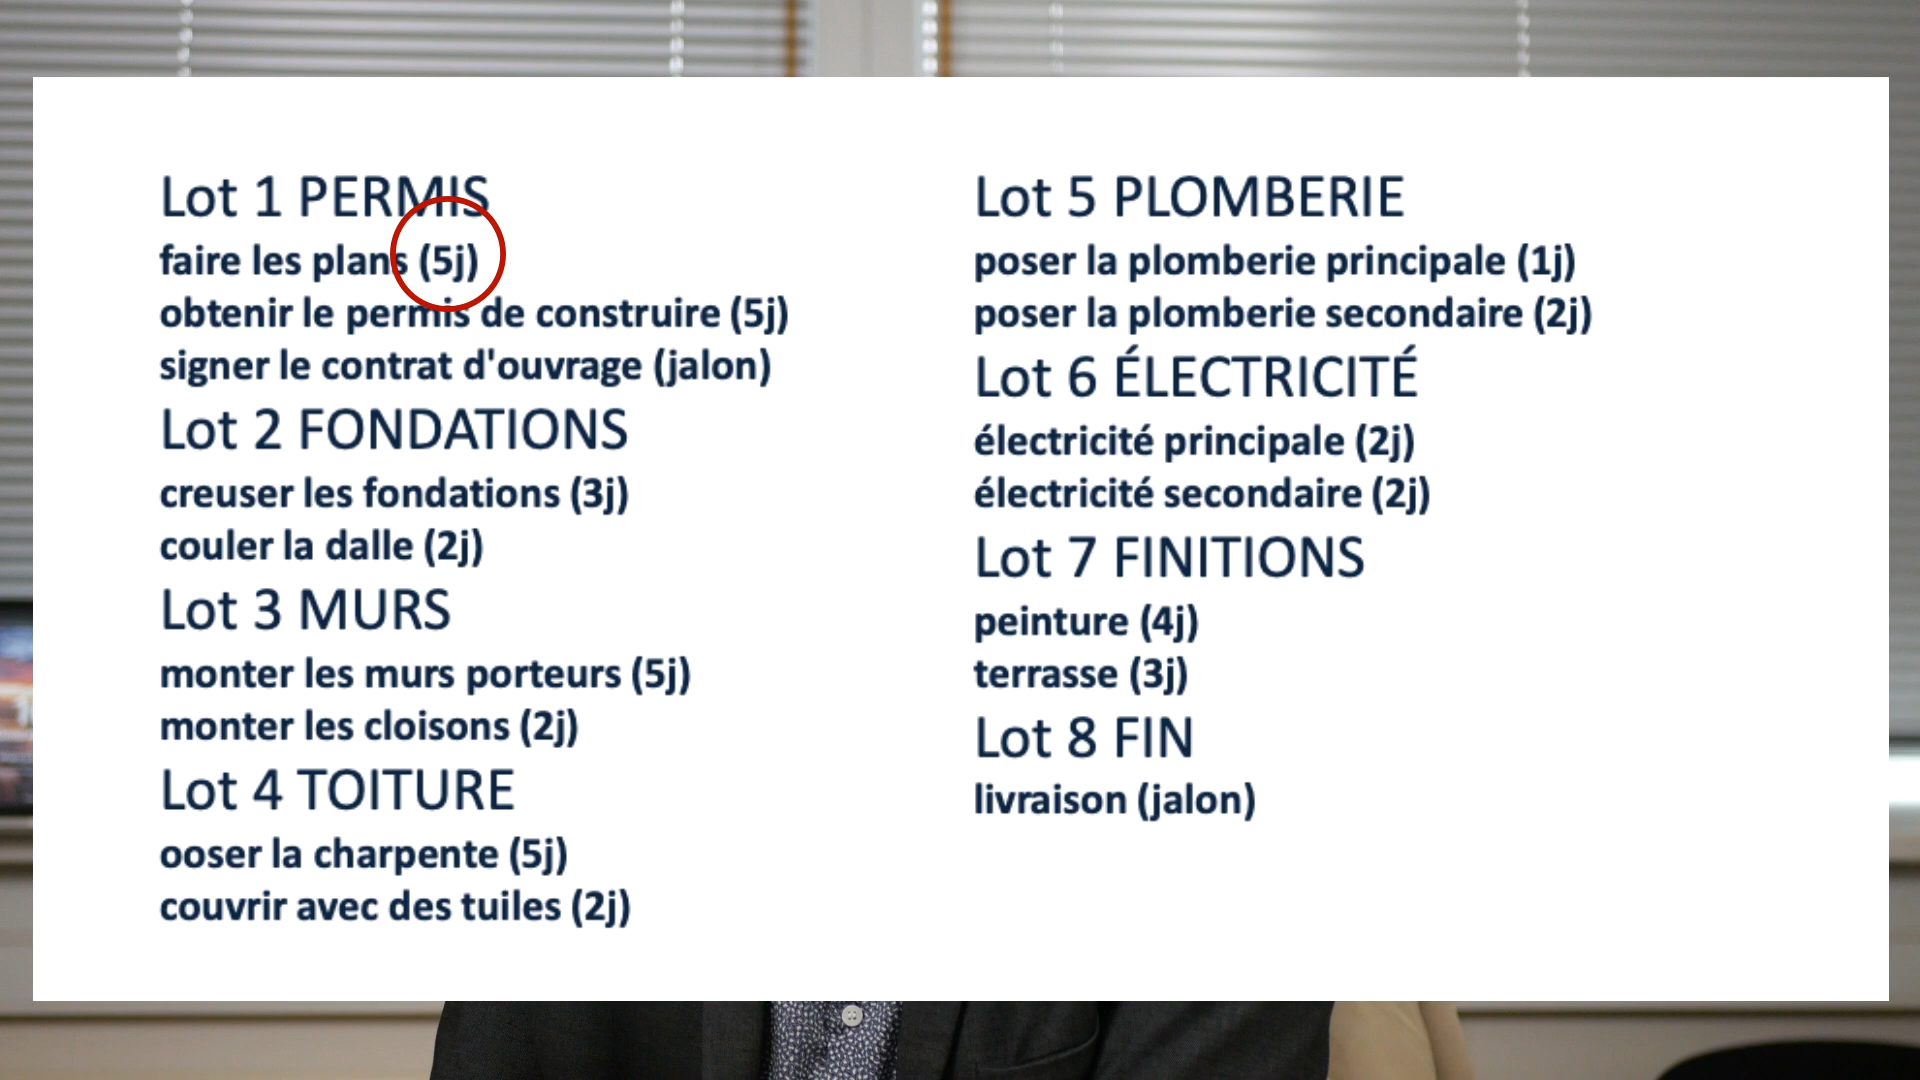 Lot 1 PERMIS
faire les plans (5j)
obtenir le permis de construire (5j)
signer le contrat d'ouvrage (jalon)
Lot 2 FONDATIONS
creuser les fondations (3j)
couler la dalle (2j)
Lot 3 MURS
monter les murs porteurs (5j)
monter les cloisons (2j)
Lot 4 TOITURE
ooser la charpente (5j)
couvrir avec des tuiles (2j)
Lot 5 PLOMBERIE
poser la plomberie principale (1j)
poser la plomberie secondaire (2j)
Lot 6 ÉLECTRICITÉ
électricité principale (2j)
électricité secondaire (2j)
Lot 7 FINITIONS
peinture (4j)
terrasse (3j)
Lot 8 FIN
livraison (jalon)